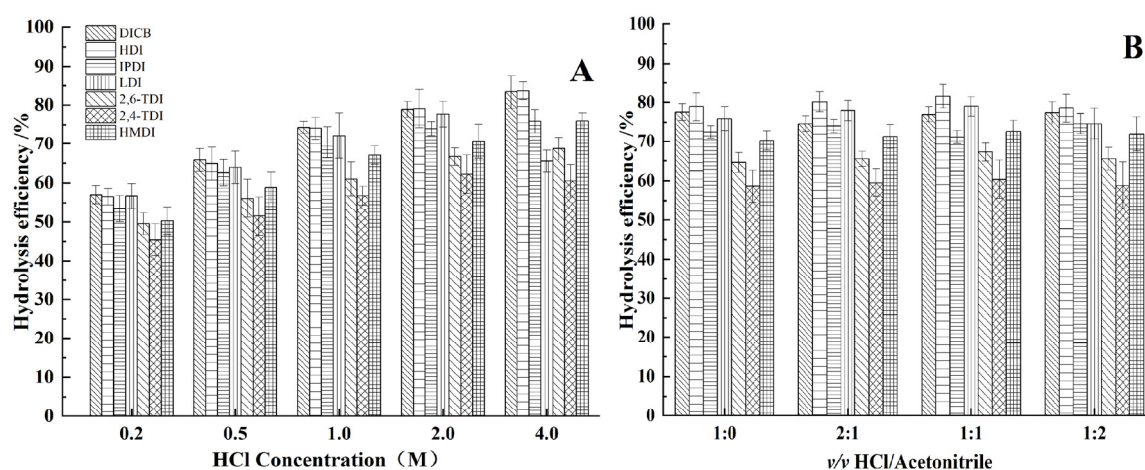 100
90
80
70
60
50
40
30
20
10
0
Hydrolysis efficiency /%
DICB
HDI
IPDI
LDI
2,6-TDI
2,4-TDI
HMDI
A
0.2 0.5 1.0 2.0 4.0
HCl Concentration（M）
100
90
80
70
60
50
40
30
20
10
0
Hydrolysis efficiency /%
B
1:0 2:1 1:1 1:2
v/v HCl/Acetonitrile